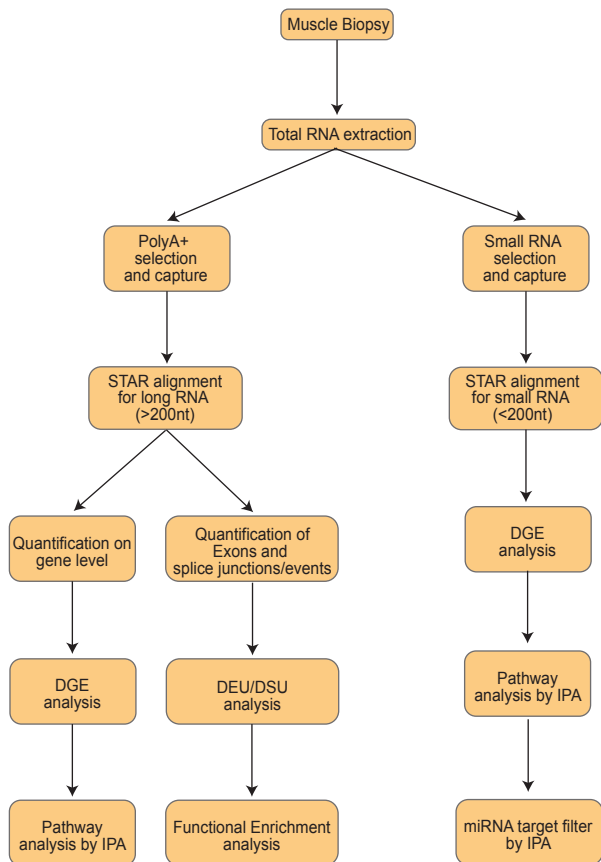 Muscle Biopsy
Total RNA extraction
PolyA+
selection
and capture
Small RNA
selection
and capture
STAR alignment
for long RNA
(>200nt)
STAR alignment
for small RNA
(<200nt)
Quantification on
gene level
Quantification of
Exons and
splice junctions/events
DGE
analysis
DGE
analysis
DEU/DSU
analysis
Pathway
analysis by IPA
Pathway
analysis by IPA
Functional Enrichment
analysis
miRNA target filter
by IPA